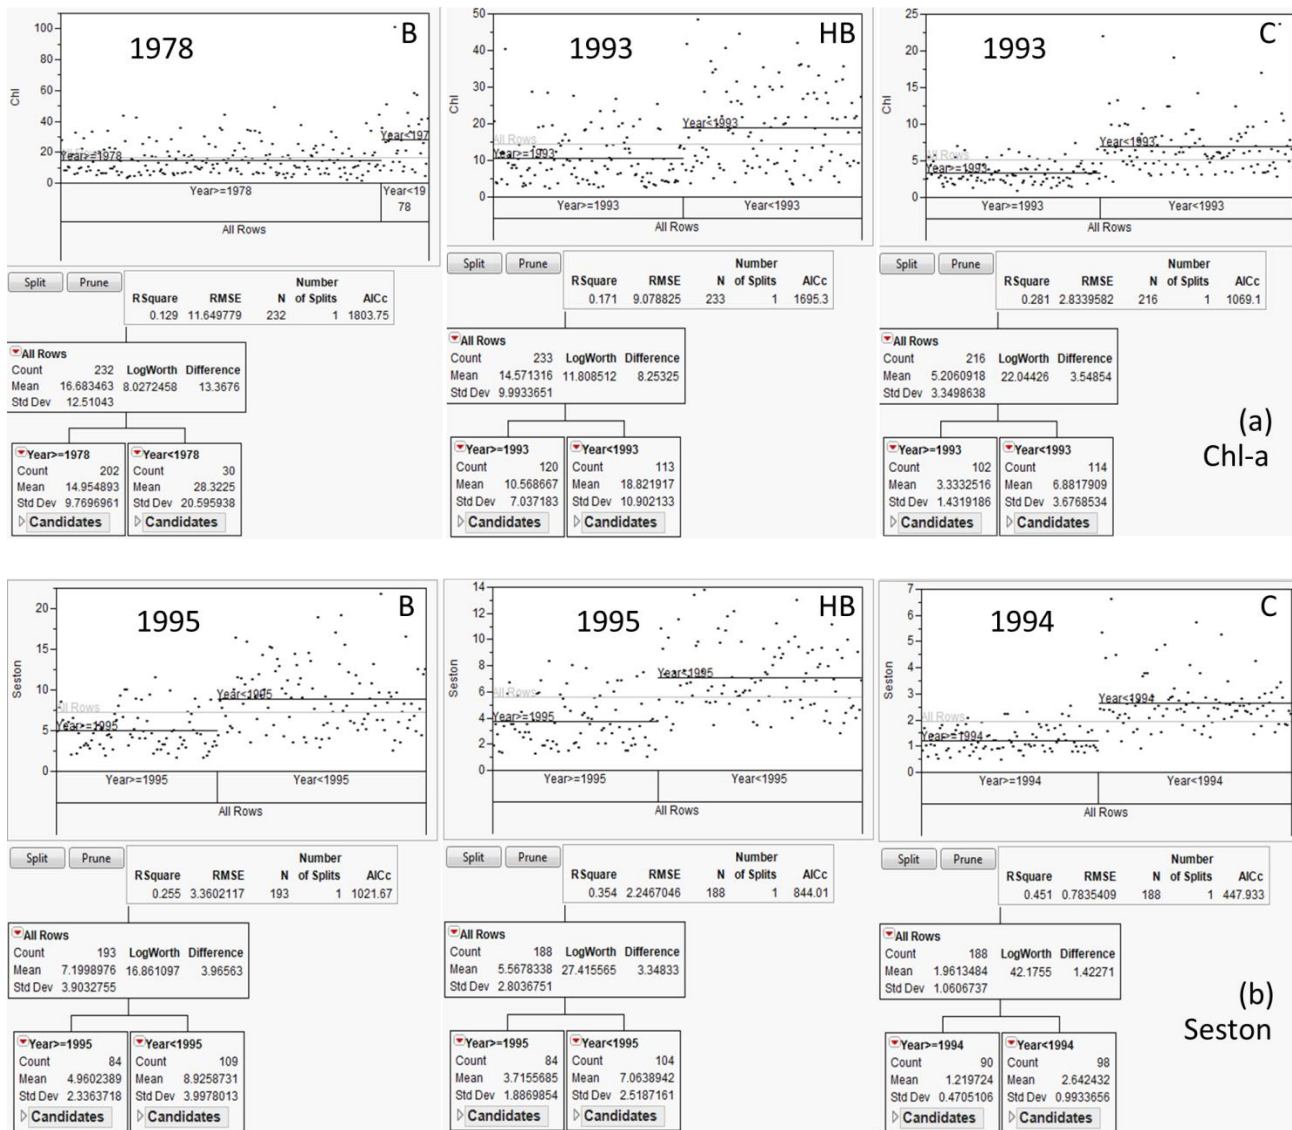 1978
B
Chl
100
80
60
40
20
0
All Rows
Year>=1978
Year<197
Year>=1978
Year<19
78
All Rows
Split
Prune
Number
RSquare RMSE N of Splits AICc
0.129 11.649779 232 1 1803.75
All Rows
Count 232 LogWorth Difference
Mean 16.683463 8.0272458 13.3676
Std Dev 12.51043
Year>=1978
Count 202
Mean 14.954893
Std Dev 9.7696961
Candidates
Year<1978
Count 30
Mean 28.3225
Std Dev 20.595938
Candidates
1993
HB
Chl
50
40
30
20
10
0
All Rows
Year>=1993
Year<1993
Year>=1993
Year<1993
All Rows
Split
Prune
Number
RSquare RMSE N of Splits AICc
0.171 9.078825 233 1 1695.3
All Rows
Count 233 LogWorth Difference
Mean 14.571316 11.808512 8.25325
Std Dev 9.9933651
Year>=1993
Count 120
Mean 10.568667
Std Dev 7.037183
Candidates
Year<1993
Count 113
Mean 18.821917
Std Dev 10.902133
Candidates
1993
C
Chl
25
20
15
10
5
0
All Rows
Year>=1993
Year<1993
Year>=1993
Year<1993
All Rows
Split
Prune
Number
RSquare RMSE N of Splits AICc
0.281 2.8339582 216 1 1069.1
All Rows
Count 216 LogWorth Difference
Mean 5.2060918 22.04426 3.54854
Std Dev 3.3498638
Year>=1993
Count 102
Mean 3.3332516
Std Dev 1.4319186
Candidates
Year<1993
Count 114
Mean 6.8817909
Std Dev 3.6768534
Candidates
(a)
Chl-a
1995
B
Seston
20
15
10
5
0
All Rows
Year>=1995
Year<1995
Year>=1995
Year<1995
All Rows
Split
Prune
Number
RSquare RMSE N of Splits AICc
0.255 3.3602117 193 1 1021.67
All Rows
Count 193 LogWorth Difference
Mean 7.1998976 16.861097 3.96563
Std Dev 3.9032755
Year>=1995
Count 84
Mean 4.9602389
Std Dev 2.3363718
Candidates
Year<1995
Count 109
Mean 8.9258731
Std Dev 3.9978013
Candidates
1995
HB
Seston
14
12
10
8
6
4
2
0
All Rows
Year>=1995
Year<1995
Year>=1995
Year<1995
All Rows
Split
Prune
Number
RSquare RMSE N of Splits AICc
0.354 2.2467046 188 1 844.01
All Rows
Count 188 LogWorth Difference
Mean 5.5678338 27.415565 3.34833
Std Dev 2.8036751
Year>=1995
Count 84
Mean 3.7155685
Std Dev 1.8869854
Candidates
Year<1995
Count 104
Mean 7.0638942
Std Dev 2.5187161
Candidates
1994
C
Seston
7
6
5
4
3
2
1
0
All Rows
Year>=1994
Year<1994
Year>=1994
Year<1994
All Rows
Split
Prune
Number
RSquare RMSE N of Splits AICc
0.451 0.7835409 188 1 447.933
All Rows
Count 188 LogWorth Difference
Mean 1.9613484 42.1755 1.42271
Std Dev 1.0606737
Year>=1994
Count 90
Mean 1.219724
Std Dev 0.4705106
Candidates
Year<1994
Count 98
Mean 2.642432
Std Dev 0.9933656
Candidates
(b)
Seston